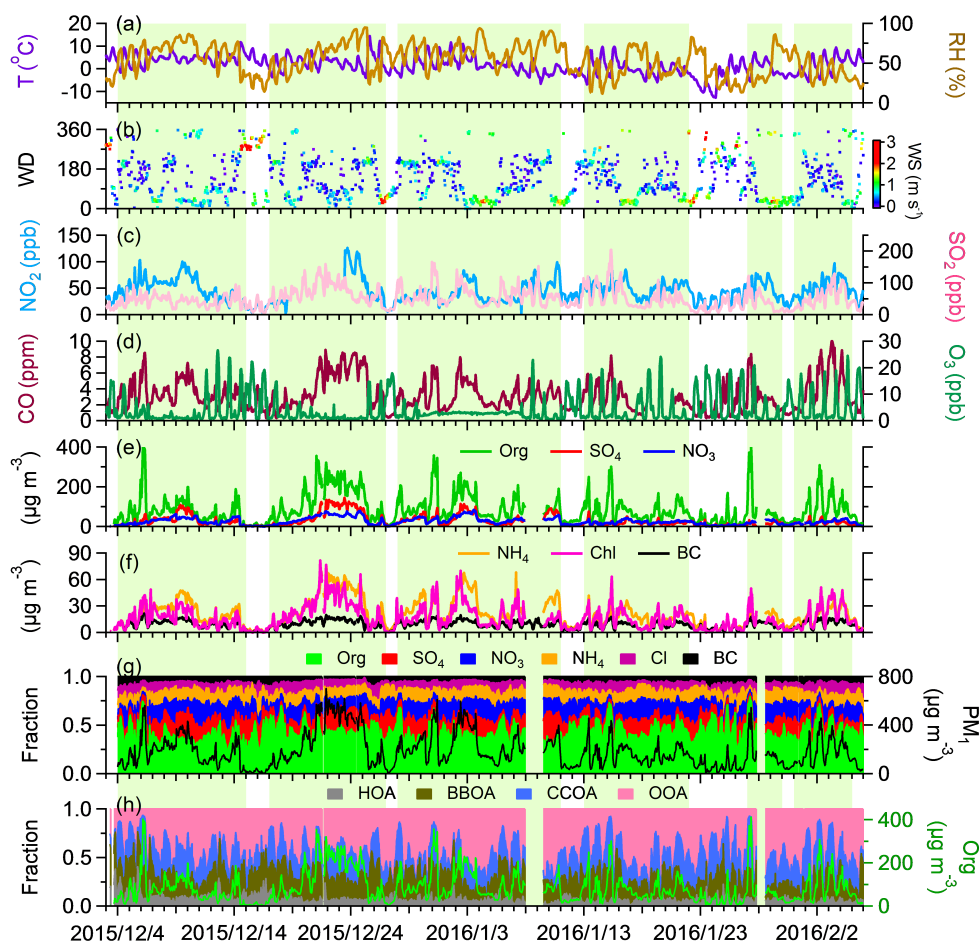 (a)
20
10
0
-10
T (°C)
100
50
0
RH (%)
(b)
360
180
0
WD
3
2
1
0
WS (m s⁻¹)
(c)
150
100
50
0
NO₂ (ppb)
200
100
0
SO₂ (ppb)
(d)
10
8
6
4
2
0
CO (ppm)
30
20
10
0
O₃ (ppb)
(e)
Org SO₄ NO₃
400
200
0
(µg m⁻³)
(f)
NH₄ Chl BC
90
60
30
0
(µg m⁻³)
Org SO₄ NO₃ NH₄ Cl BC
(g)
1.0
0.5
0.0
Fraction
800
400
0
PM₁
(µg m⁻³)
HOA BBOA CCOA OOA
(h)
1.0
0.5
0.0
Fraction
400
200
0
Org
(µg m⁻³)
2015/12/4 2015/12/14 2015/12/24 2016/1/3 2016/1/13 2016/1/23 2016/2/2